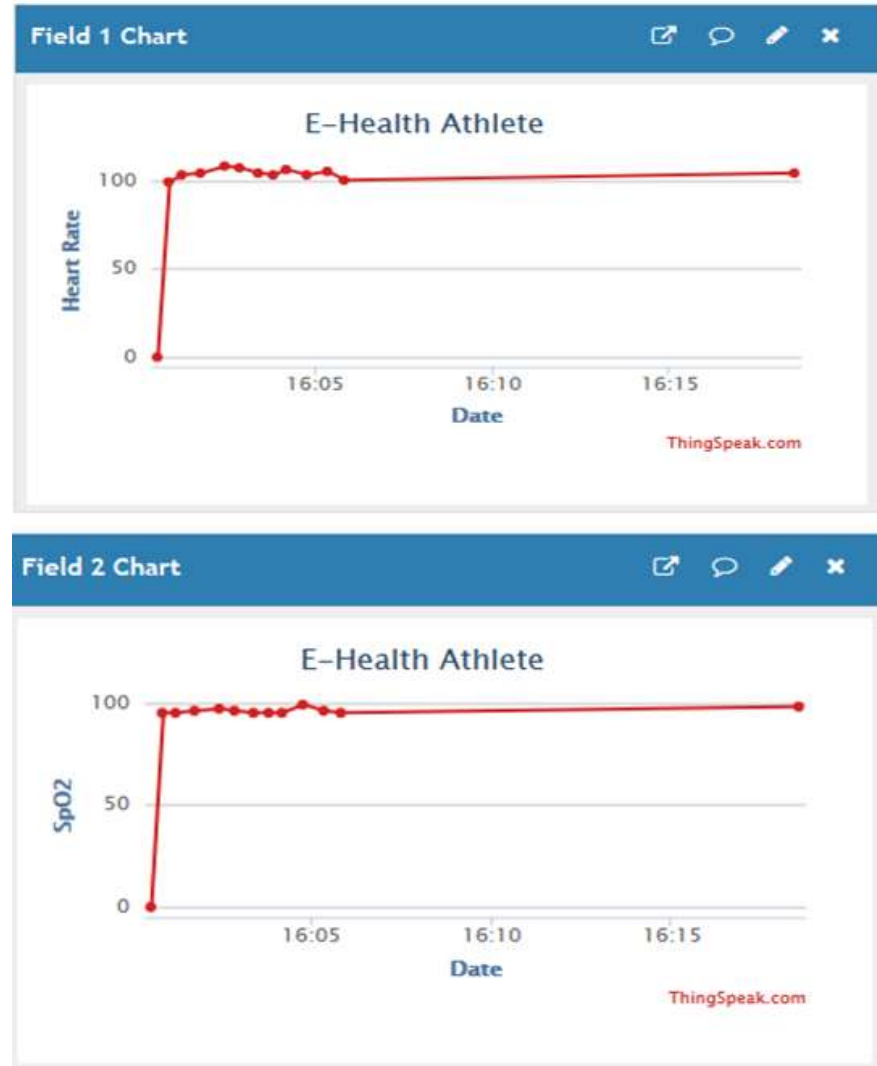 Field 1 Chart
E-Health Athlete
100
50
0
Heart Rate
16:05 16:10 16:15
Date
ThingSpeak.com
Field 2 Chart
E-Health Athlete
100
50
0
SpO2
16:05 16:10 16:15
Date
ThingSpeak.com